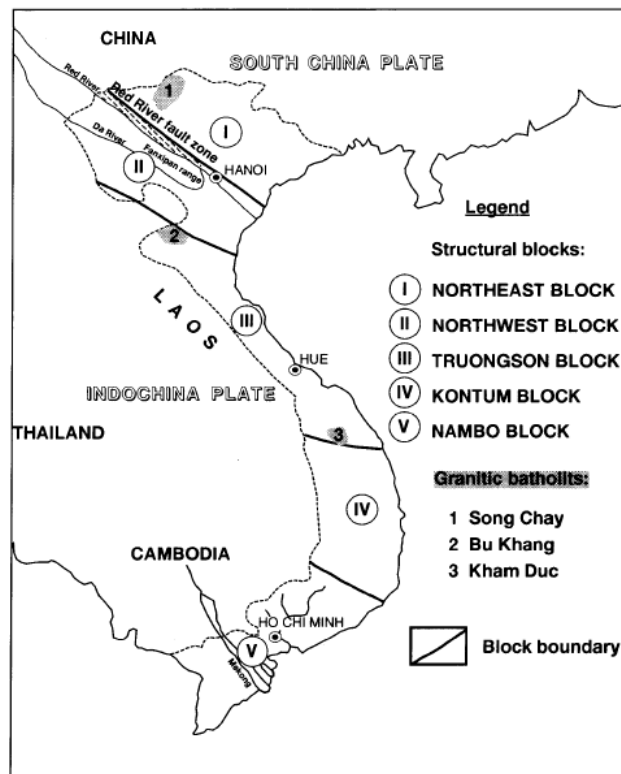 CHINA
SOUTH CHINA PLATE
Red River
1
Red River fault zone
I
Da River
Fansipan range
HANOI
II
2
LAOS
III
HUE
INDOCHINA PLATE
THAILAND
3
IV
CAMBODIA
HO CHI MINH
V
Mekong
Legend
Structural blocks:
I NORTHEAST BLOCK
II NORTHWEST BLOCK
III TRUONGSON BLOCK
IV KONTUM BLOCK
V NAMBO BLOCK
Granitic batholits:
1 Song Chay
2 Bu Khang
3 Kham Duc
Block boundary